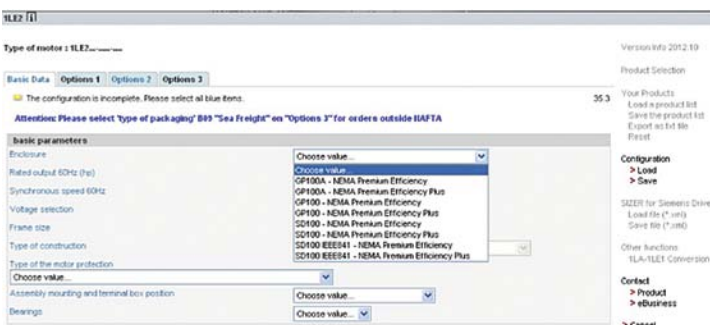 1LE2
Type of motor : 1LE2
Basic Data Options 1 Options 2 Options 3
The configuration is incomplete. Please select all blue items. 35.3
Attention: Please select 'type of packaging' B09 "Sea Freight" on "Options 3" for orders outside NAFTA
basic parameters
Enclosure Choose value...
Choose value...
GP100A - NEMA Premium Efficiency
GP100A - NEMA Premium Efficiency Plus
GP100 - NEMA Premium Efficiency
GP100 - NEMA Premium Efficiency Plus
SD100 - NEMA Premium Efficiency
SD100 - NEMA Premium Efficiency Plus
SD100 IEEE841 - NEMA Premium Efficiency
SD100 IEEE841 - NEMA Premium Efficiency Plus
Rated output 60Hz (hp)
Synchronous speed 60Hz
Voltage selection
Frame size
Type of construction
Type of the motor protection
Choose value...
Assembly mounting and terminal box position Choose value...
Bearings Choose value...
Version Info 2012.10
Product Selection
Your Products
Load a product list
Save the product list
Export as txt file
Reset
Configuration
> Load
> Save
SIZER for Siemens Drive
Load file (*.xml)
Save file (*.xml)
Other functions
1LA-1LE1 Conversion
Contact
> Product
> eBusiness
> Cancel